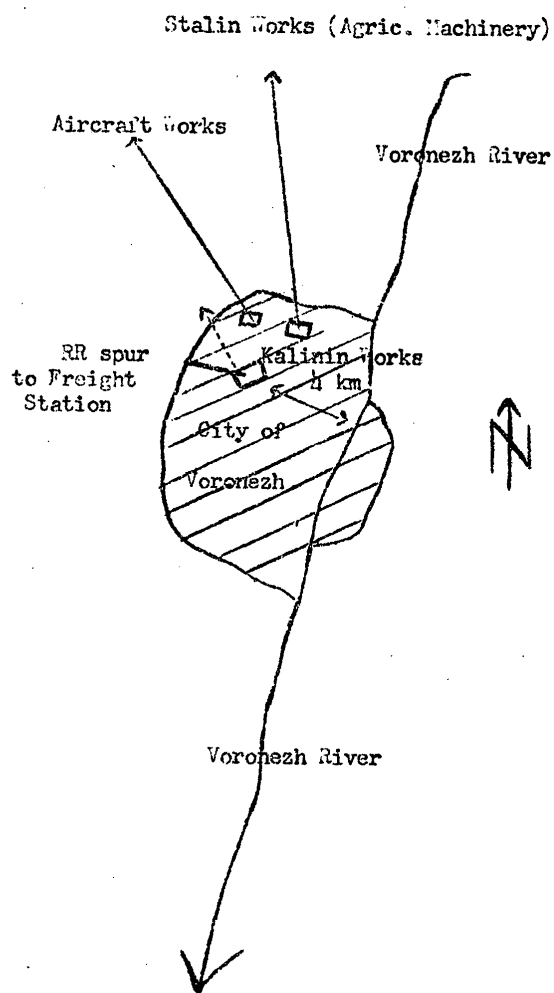 Stalin Works (Agric. Machinery)
Aircraft Works
Voronezh River
RR spur
to Freight
Station
Kalinin Works
4 km
City of
Voronezh
N
Voronezh River